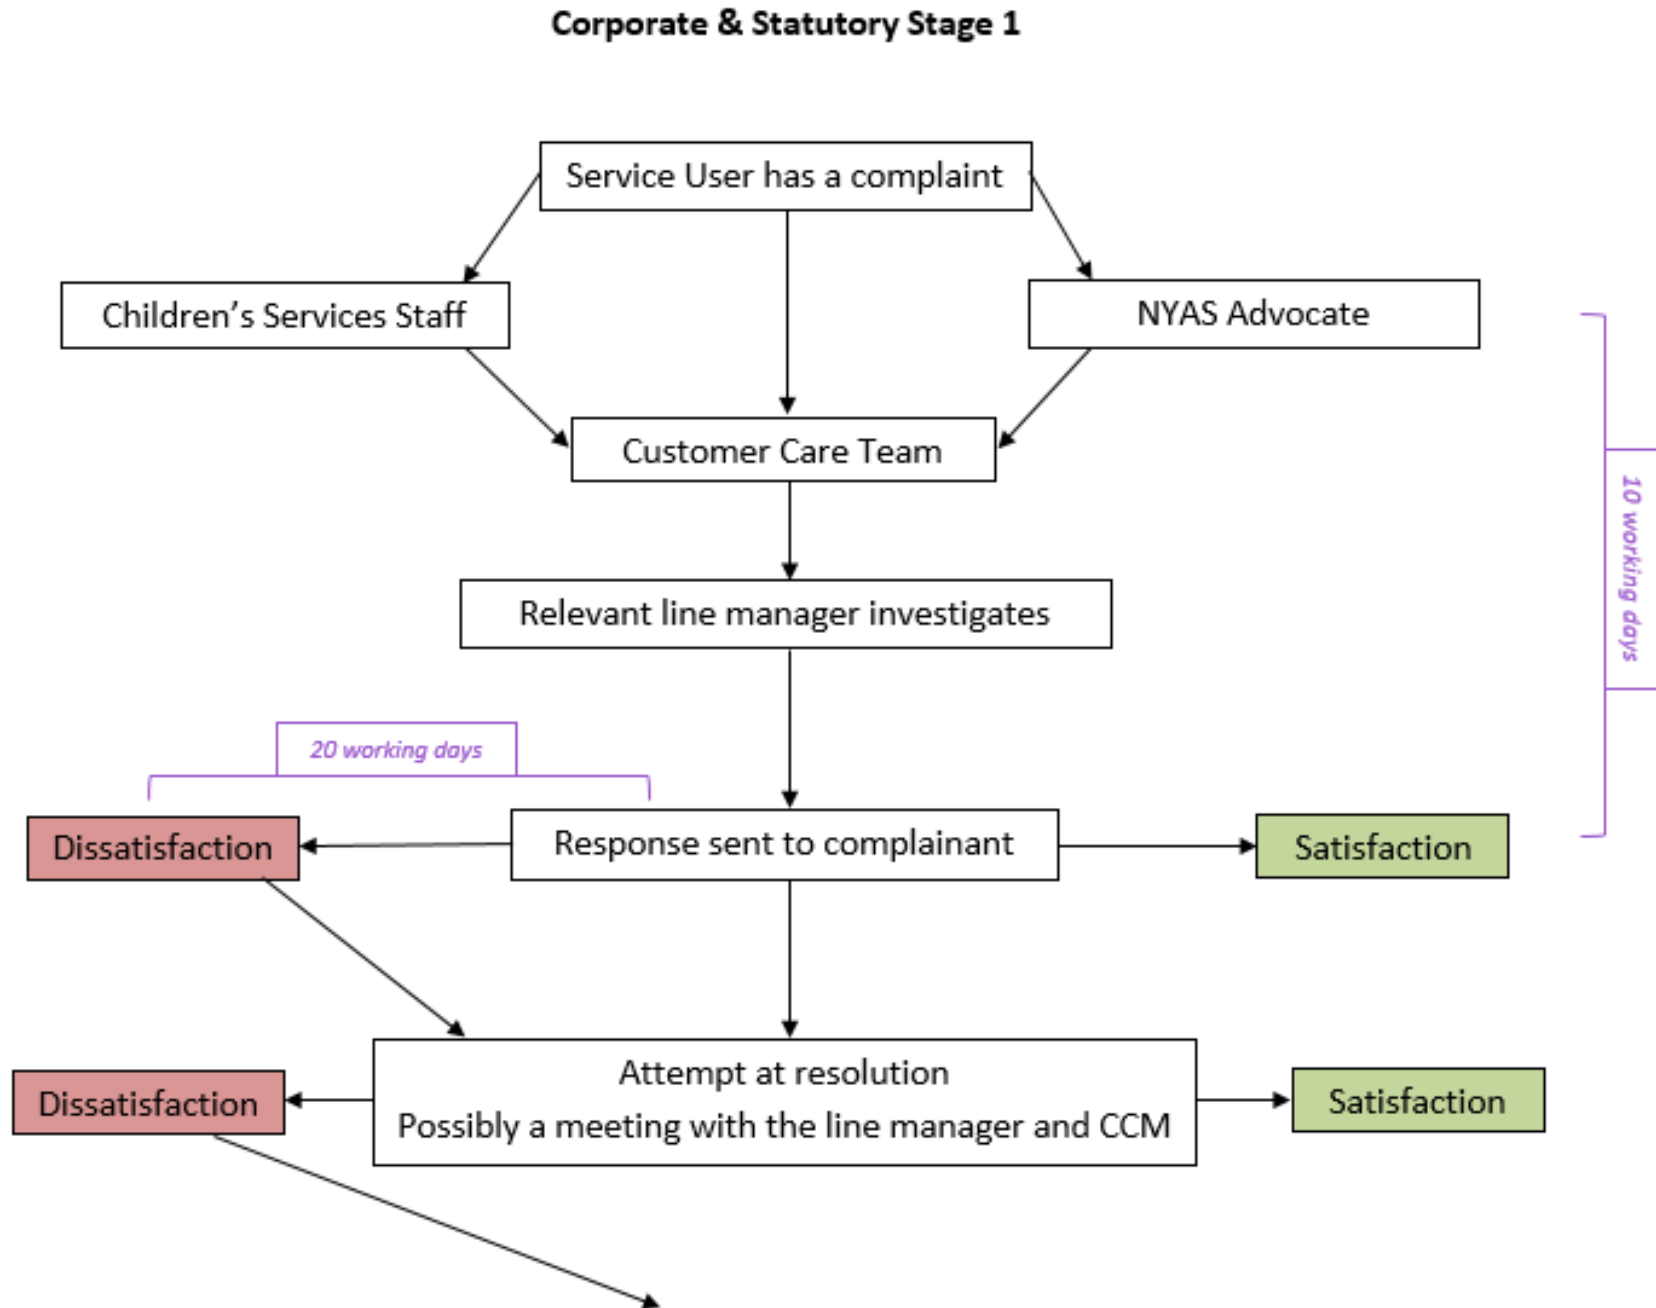 Corporate & Statutory Stage 1
Service User has a complaint
Children’s Services Staff
NYAS Advocate
Customer Care Team
10 working days
Relevant line manager investigates
20 working days
Dissatisfaction
Response sent to complainant
Satisfaction
Attempt at resolution
Possibly a meeting with the line manager and CCM
Dissatisfaction
Satisfaction